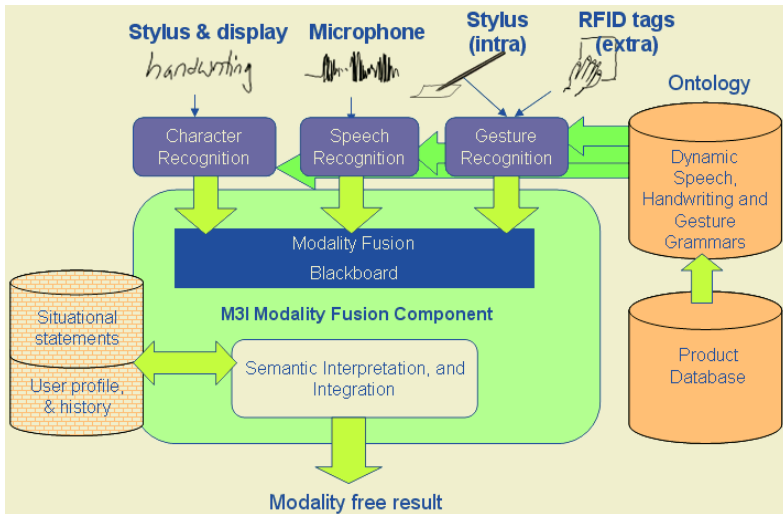 Stylus & display
Microphone
Stylus
(intra)
RFID tags
(extra)
handwriting
Ontology
Character
Recognition
Speech
Recognition
Gesture
Recognition
Dynamic
Speech,
Handwriting and
Gesture
Grammars
Modality Fusion
Blackboard
M3I Modality Fusion Component
Situational
statements
User profile,
& history
Semantic Interpretation, and
Integration
Product
Database
Modality free result